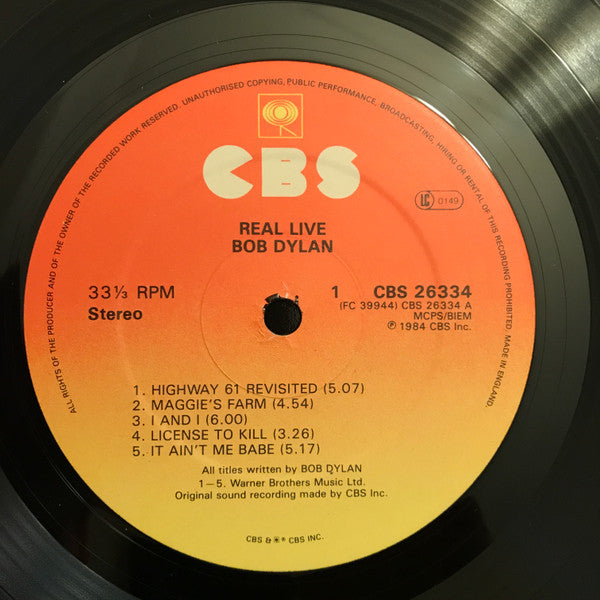 ALL RIGHTS OF THE PRODUCER AND OF THE OWNER OF THE RECORDED WORK RESERVED. UNAUTHORISED COPYING, PUBLIC PERFORMANCE, BROADCASTING, HIRING OR RENTAL OF THIS RECORDING PROHIBITED. MADE IN ENGLAND.
CBS
LC 0149
REAL LIVE
BOB DYLAN
33⅓ RPM
Stereo
1 CBS 26334
(FC 39944) CBS 26334 A
MCPS/BIEM
℗ 1984 CBS Inc.
1. HIGHWAY 61 REVISITED (5.07)
2. MAGGIE'S FARM (4.54)
3. I AND I (6.00)
4. LICENSE TO KILL (3.26)
5. IT AIN'T ME BABE (5.17)
All titles written by BOB DYLAN
1—5. Warner Brothers Music Ltd.
Original sound recording made by CBS Inc.
CBS & ✳® CBS INC.